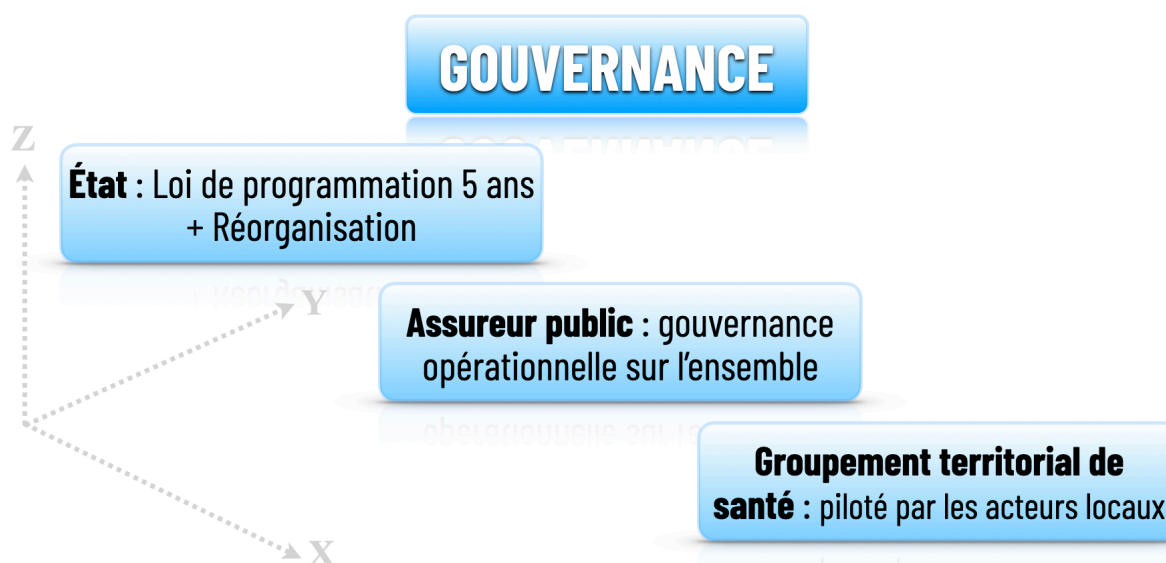 GOUVERNANCE
Z
État : Loi de programmation 5 ans
+ Réorganisation
Y
Assureur public : gouvernance
opérationnelle sur l’ensemble
Groupement territorial de
santé : piloté par les acteurs locaux
X